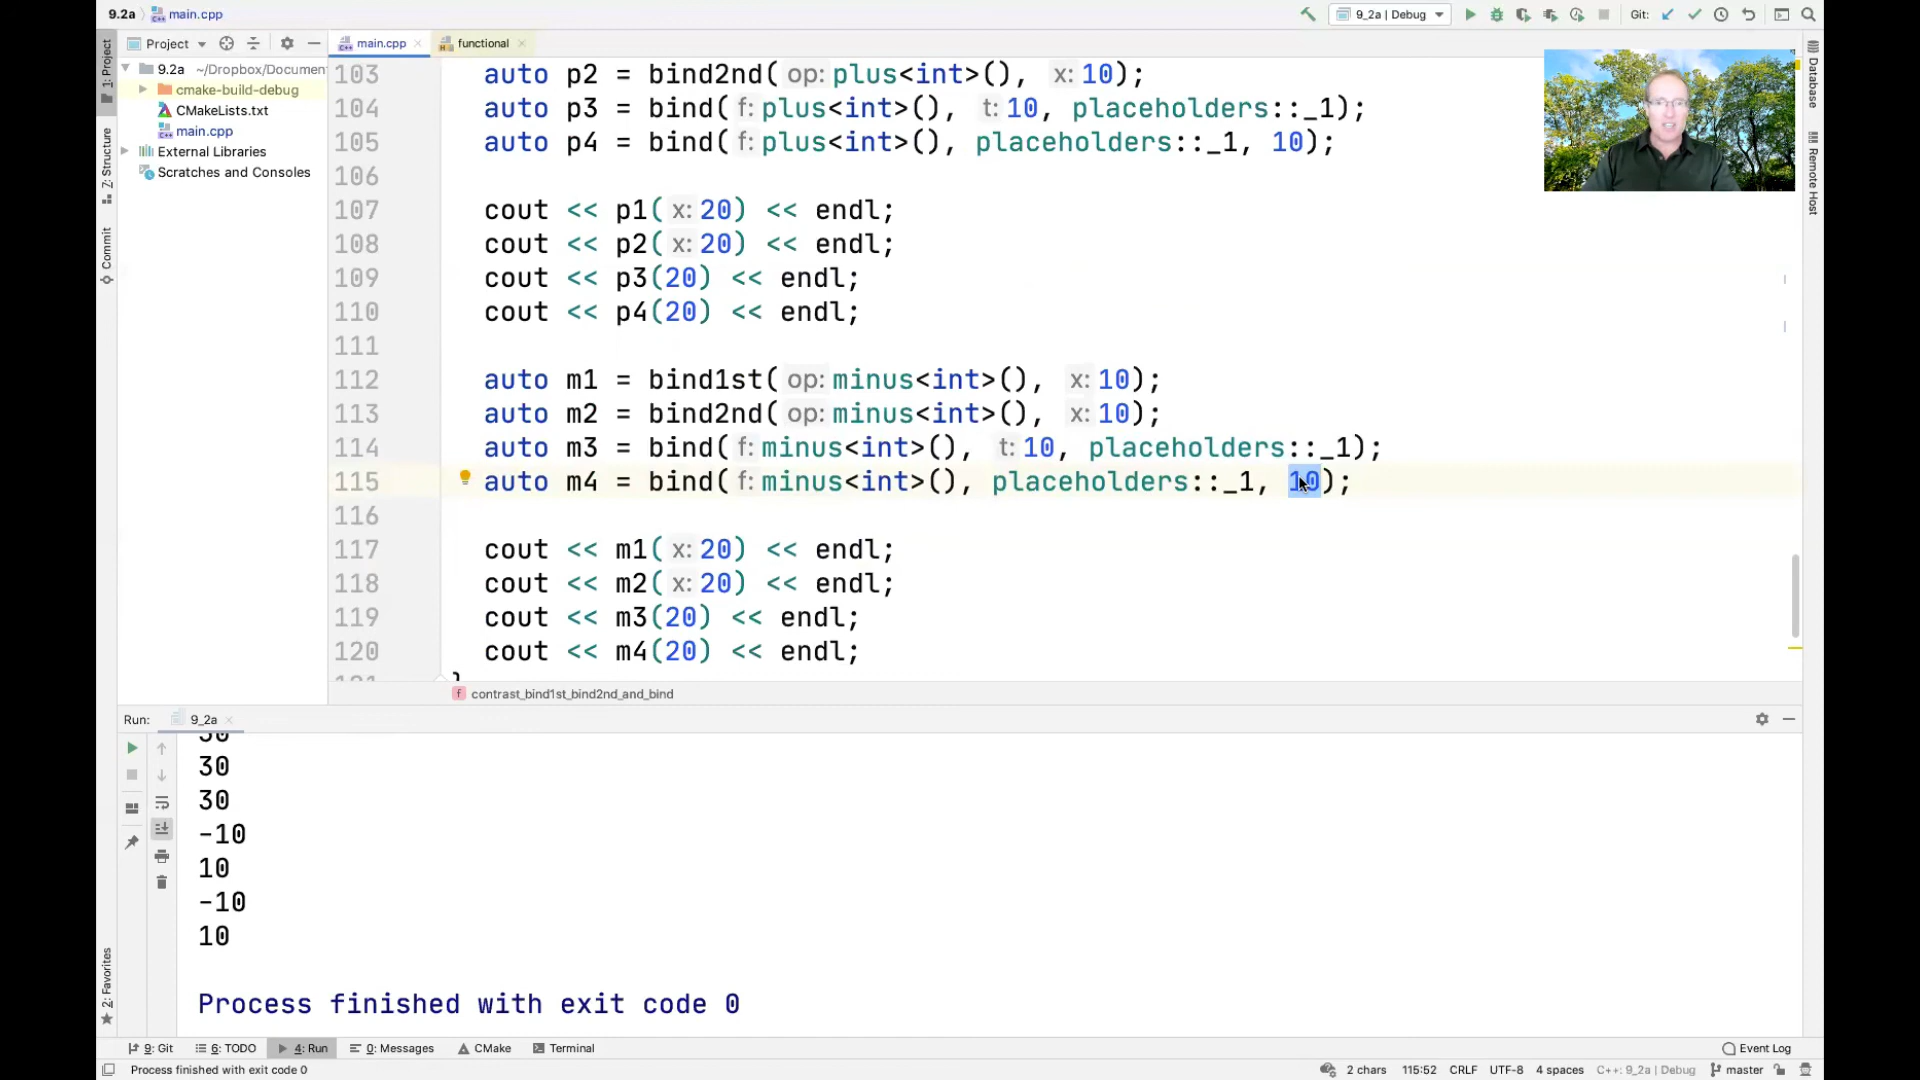 9.2a main.cpp 9_2a | Debug Git:
1: Project
Project
main.cpp functional
9.2a ~/Dropbox/Documen
cmake-build-debug
CMakeLists.txt
main.cpp
External Libraries
Scratches and Consoles
Z: Structure
Commit
2: Favorites
Database
Remote Host
103 auto p2 = bind2nd( op: plus<int>(), x: 10);
104 auto p3 = bind( f: plus<int>(), t: 10, placeholders::_1);
105 auto p4 = bind( f: plus<int>(), placeholders::_1, 10);
106
107 cout << p1( x: 20) << endl;
108 cout << p2( x: 20) << endl;
109 cout << p3(20) << endl;
110 cout << p4(20) << endl;
111
112 auto m1 = bind1st( op: minus<int>(), x: 10);
113 auto m2 = bind2nd( op: minus<int>(), x: 10);
114 auto m3 = bind( f: minus<int>(), t: 10, placeholders::_1);
115 auto m4 = bind( f: minus<int>(), placeholders::_1, 10);
116
117 cout << m1( x: 20) << endl;
118 cout << m2( x: 20) << endl;
119 cout << m3(20) << endl;
120 cout << m4(20) << endl;
f contrast_bind1st_bind2nd_and_bind
Run: 9_2a
30
30
30
-10
10
-10
10
Process finished with exit code 0
9: Git 6: TODO 4: Run 0: Messages CMake Terminal Event Log
Process finished with exit code 0 2 chars 115:52 CRLF UTF-8 4 spaces C++: 9_2a | Debug master